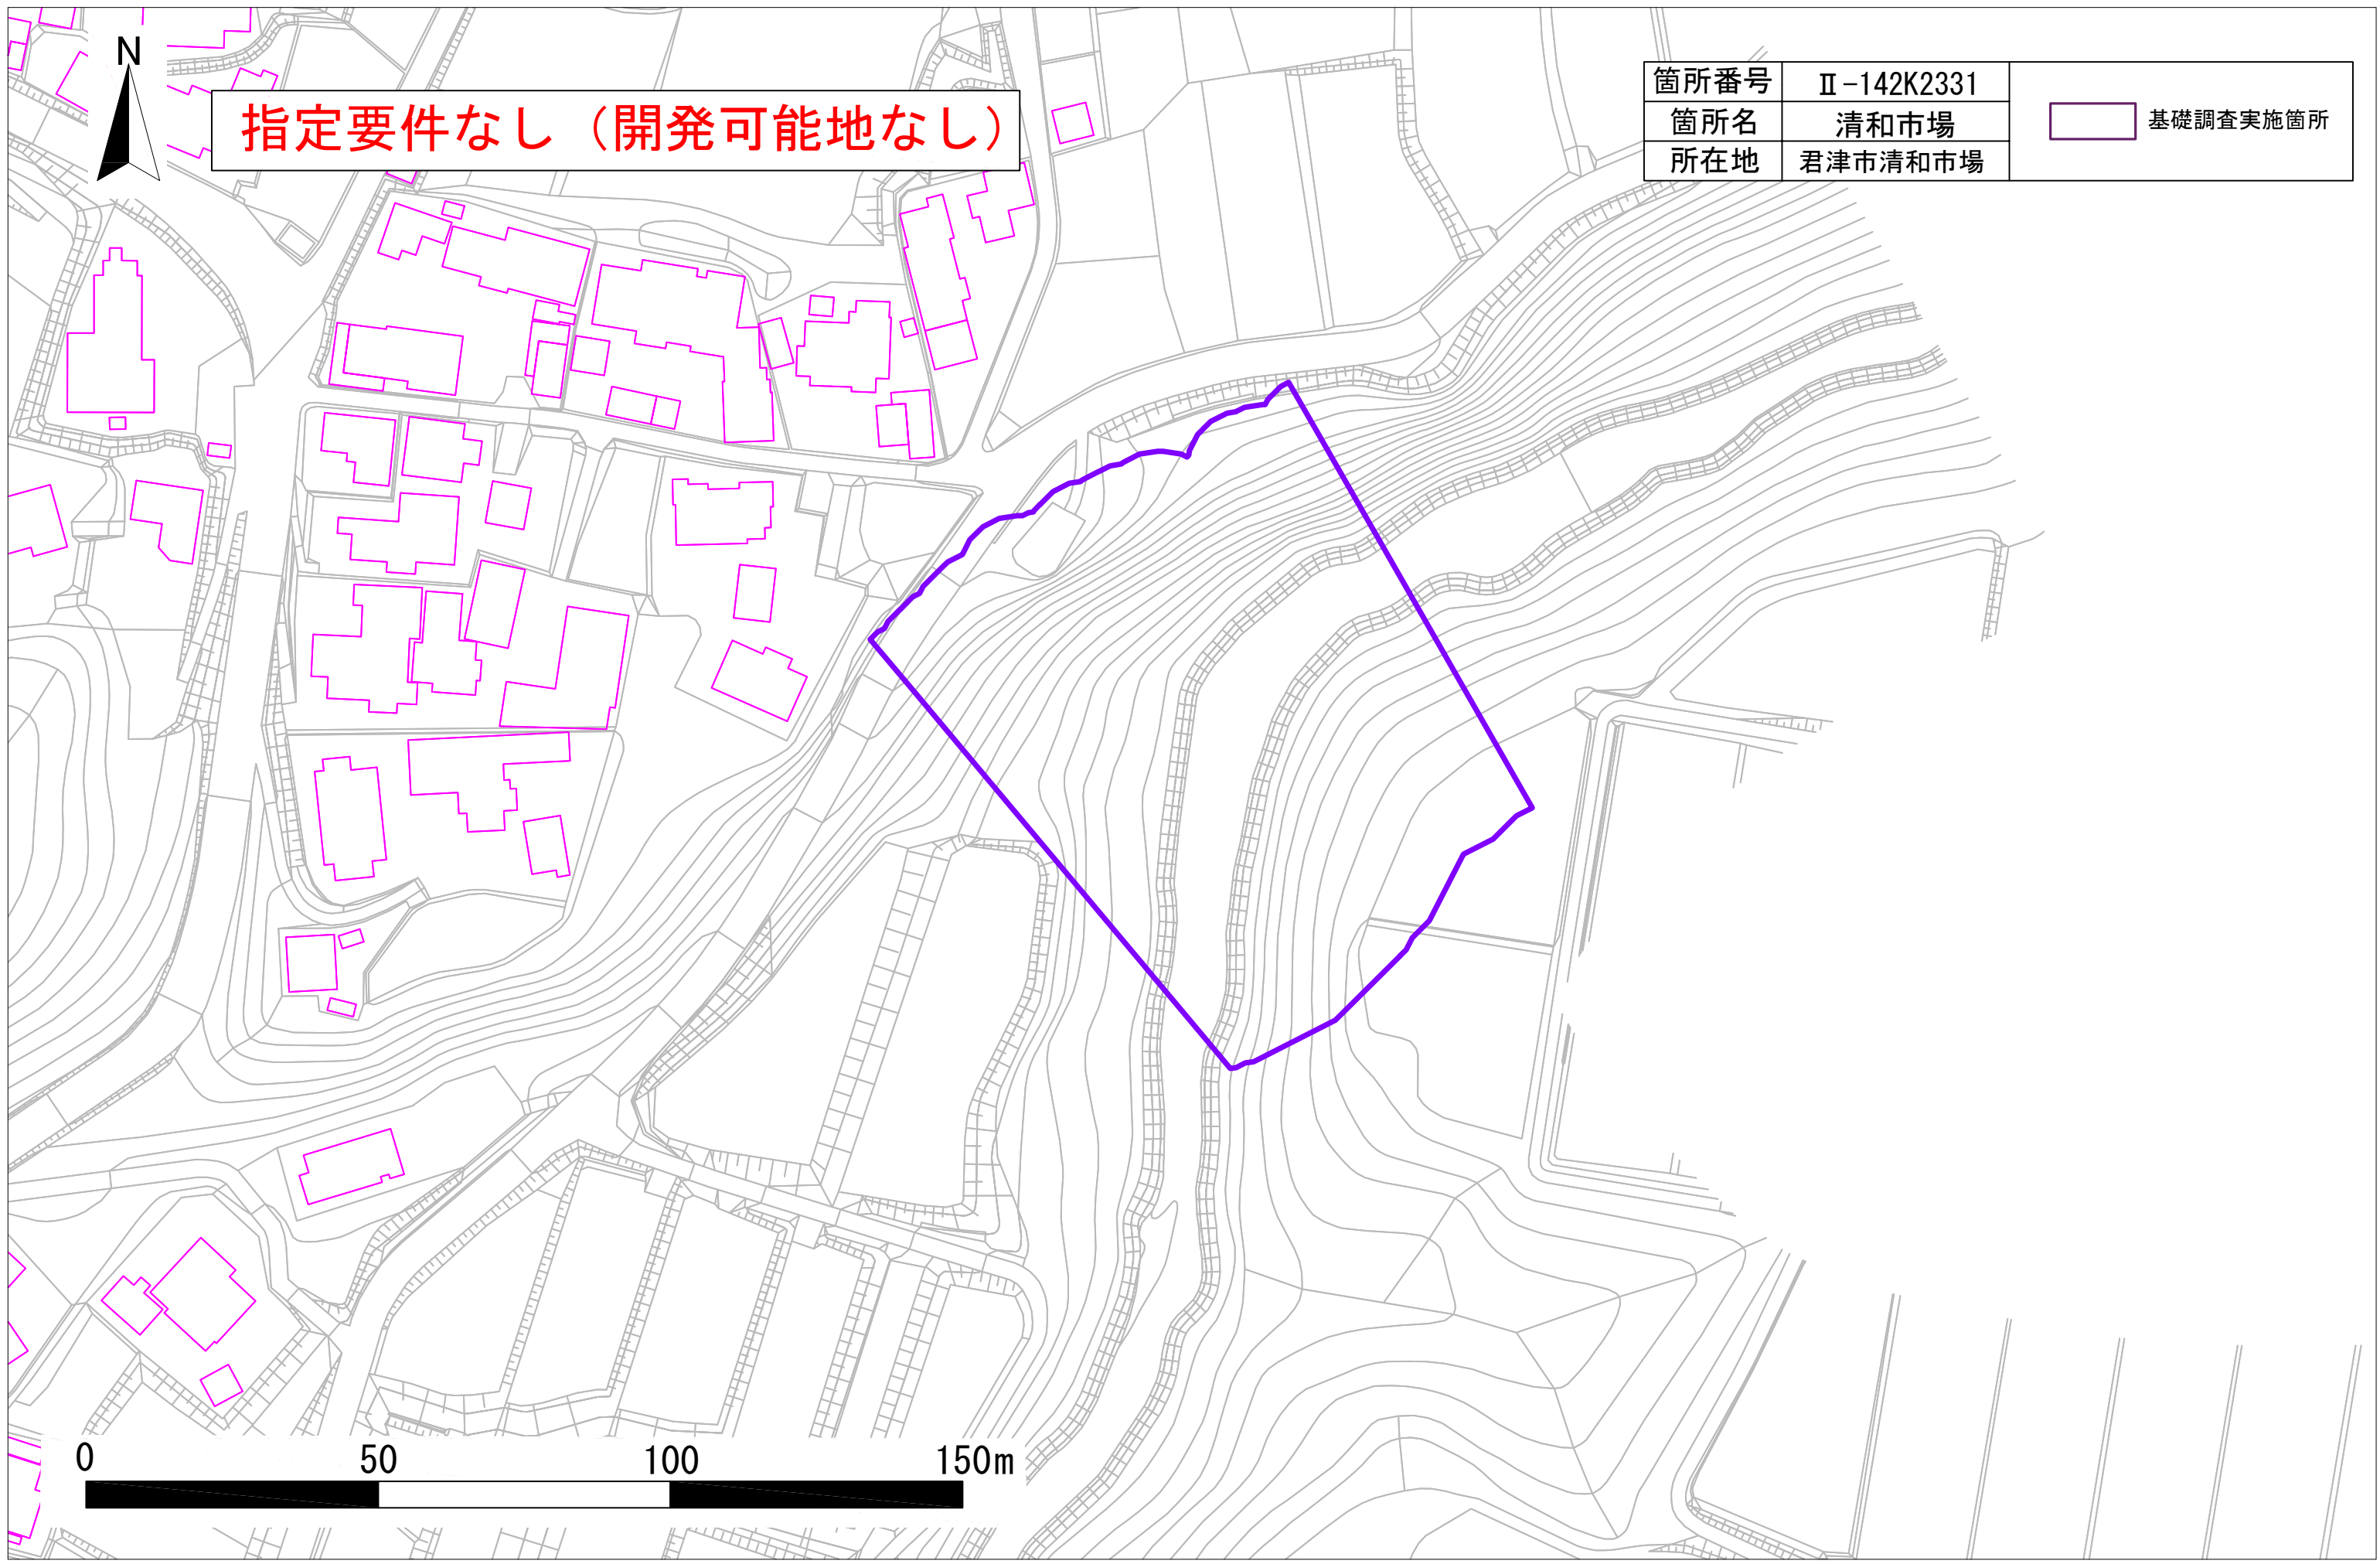 N
指定要件なし（開発可能地なし）
箇所番号 Ⅱ-142K2331
箇所名 清和市場
所在地 君津市清和市場
基礎調査実施箇所
0 50 100 150m